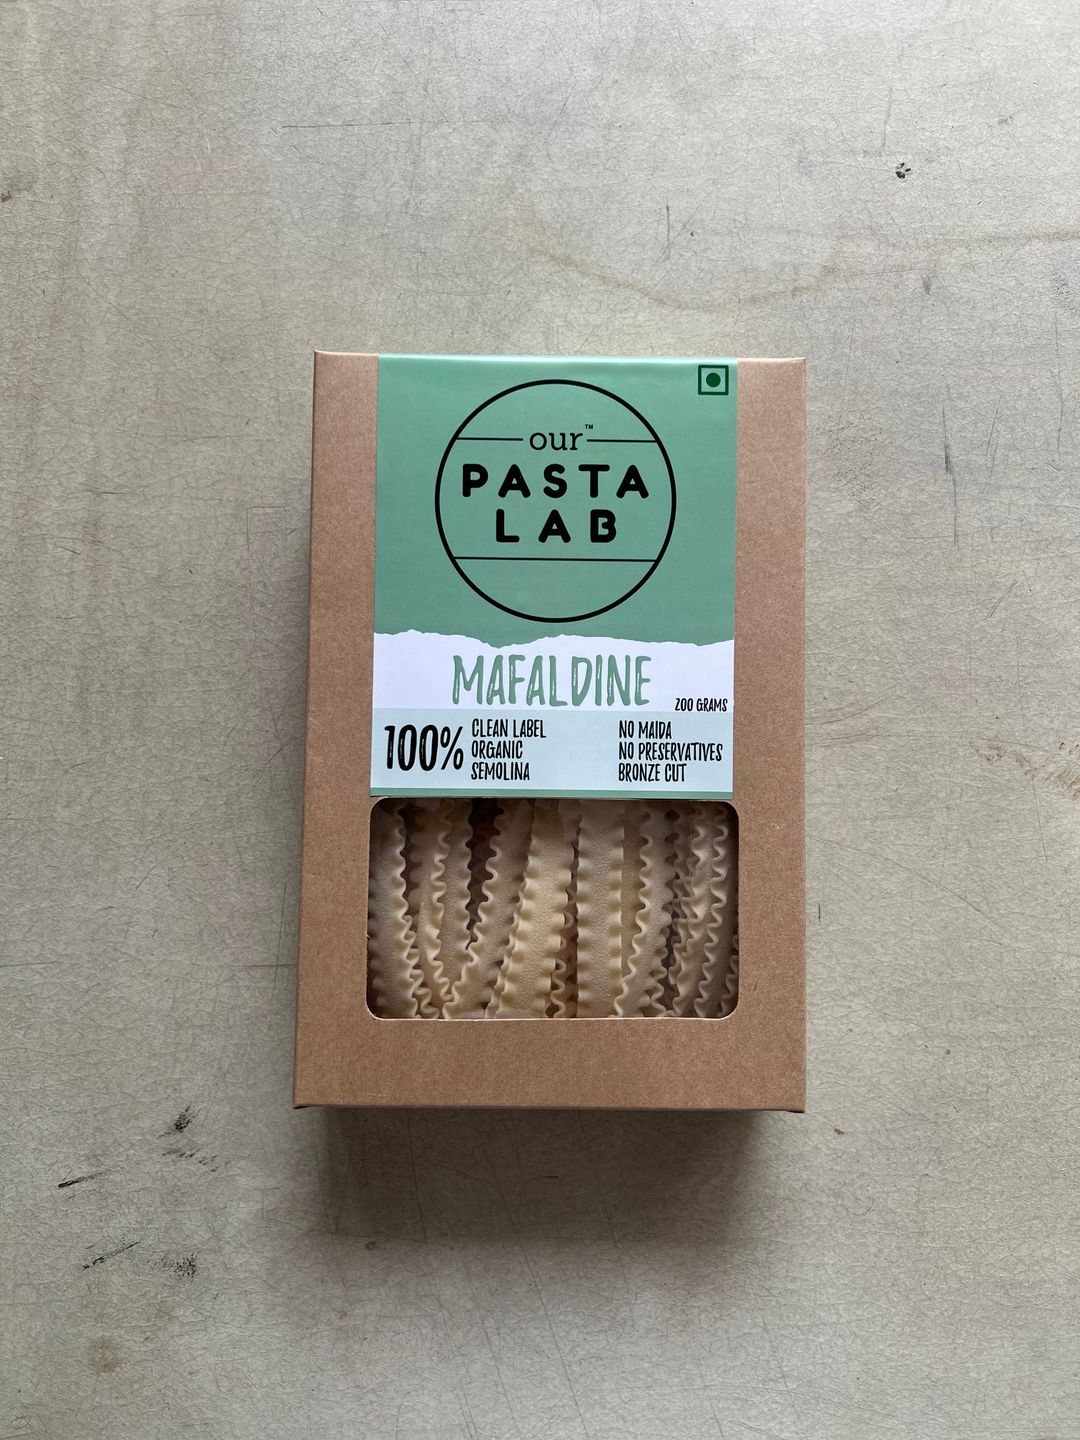 our™
PASTA
LAB
MAFALDINE
200 GRAMS
100%
CLEAN LABEL
ORGANIC
SEMOLINA
NO MAIDA
NO PRESERVATIVES
BRONZE CUT